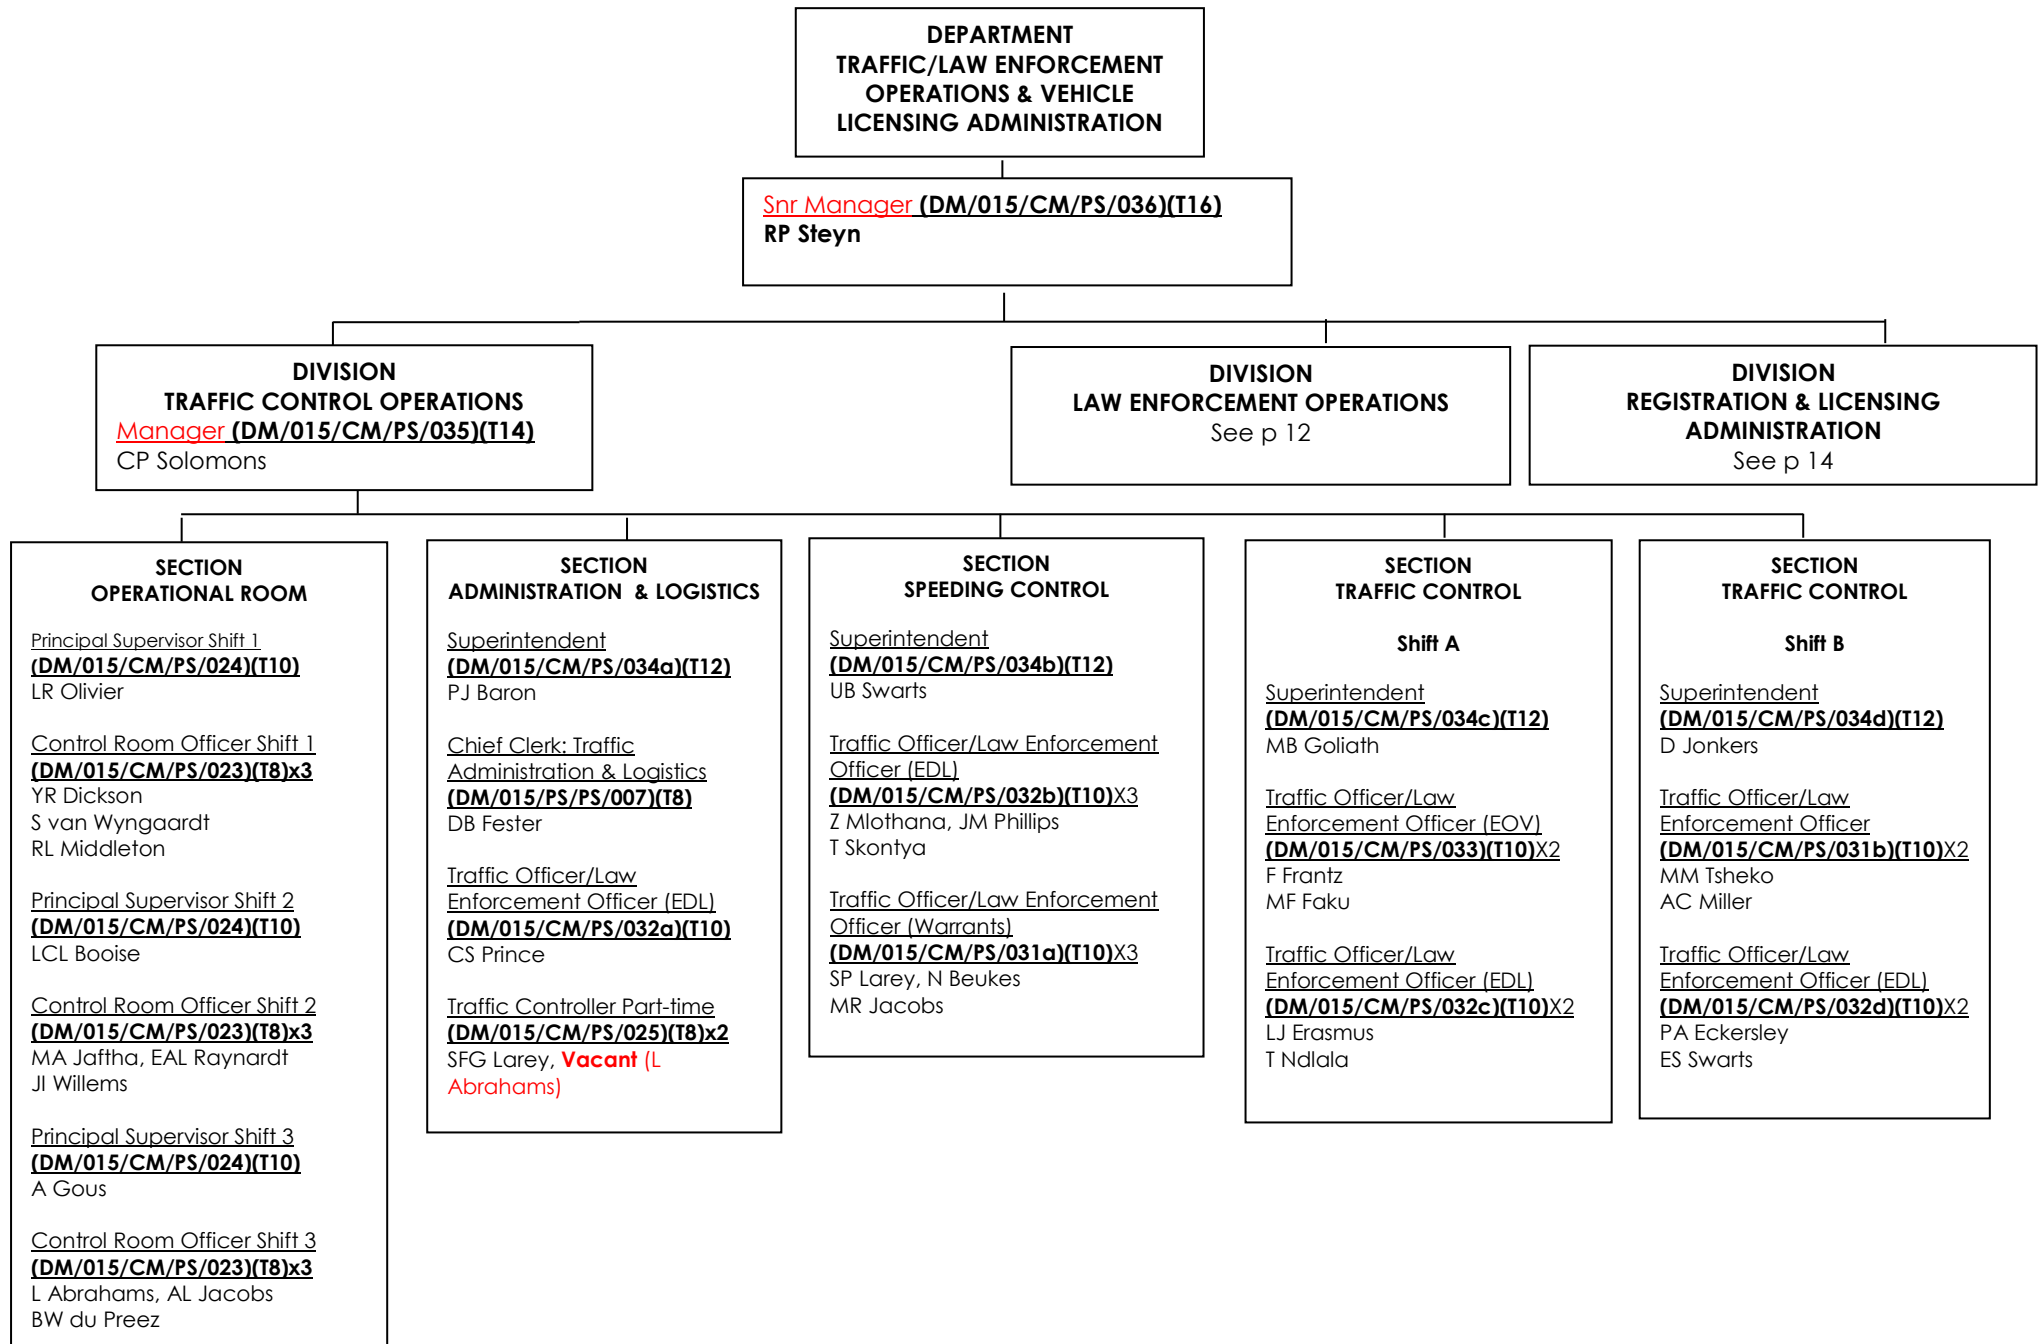 DEPARTMENT
TRAFFIC/LAW ENFORCEMENT
OPERATIONS & VEHICLE
LICENSING ADMINISTRATION
Snr Manager (DM/015/CM/PS/036)(T16)
RP Steyn
DIVISION
TRAFFIC CONTROL OPERATIONS
Manager (DM/015/CM/PS/035)(T14)
CP Solomons
DIVISION
LAW ENFORCEMENT OPERATIONS
See p 12
DIVISION
REGISTRATION & LICENSING
ADMINISTRATION
See p 14
SECTION
OPERATIONAL ROOM
Principal Supervisor Shift 1
(DM/015/CM/PS/024)(T10)
LR Olivier
Control Room Officer Shift 1
(DM/015/CM/PS/023)(T8)x3
YR Dickson
S van Wyngaardt
RL Middleton
Principal Supervisor Shift 2
(DM/015/CM/PS/024)(T10)
LCL Booise
Control Room Officer Shift 2
(DM/015/CM/PS/023)(T8)x3
MA Jaftha, EAL Raynardt
JI Willems
Principal Supervisor Shift 3
(DM/015/CM/PS/024)(T10)
A Gous
Control Room Officer Shift 3
(DM/015/CM/PS/023)(T8)x3
L Abrahams, AL Jacobs
BW du Preez
SECTION
ADMINISTRATION & LOGISTICS
Superintendent
(DM/015/CM/PS/034a)(T12)
PJ Baron
Chief Clerk: Traffic
Administration & Logistics
(DM/015/PS/PS/007)(T8)
DB Fester
Traffic Officer/Law
Enforcement Officer (EDL)
(DM/015/CM/PS/032a)(T10)
CS Prince
Traffic Controller Part-time
(DM/015/CM/PS/025)(T8)x2
SFG Larey, Vacant (L
Abrahams)
SECTION
SPEEDING CONTROL
Superintendent
(DM/015/CM/PS/034b)(T12)
UB Swarts
Traffic Officer/Law Enforcement
Officer (EDL)
(DM/015/CM/PS/032b)(T10)X3
Z Mlothana, JM Phillips
T Skontya
Traffic Officer/Law Enforcement
Officer (Warrants)
(DM/015/CM/PS/031a)(T10)X3
SP Larey, N Beukes
MR Jacobs
SECTION
TRAFFIC CONTROL
Shift A
Superintendent
(DM/015/CM/PS/034c)(T12)
MB Goliath
Traffic Officer/Law
Enforcement Officer (EOV)
(DM/015/CM/PS/033)(T10)X2
F Frantz
MF Faku
Traffic Officer/Law
Enforcement Officer (EDL)
(DM/015/CM/PS/032c)(T10)X2
LJ Erasmus
T Ndlala
SECTION
TRAFFIC CONTROL
Shift B
Superintendent
(DM/015/CM/PS/034d)(T12)
D Jonkers
Traffic Officer/Law
Enforcement Officer
(DM/015/CM/PS/031b)(T10)X2
MM Tsheko
AC Miller
Traffic Officer/Law
Enforcement Officer (EDL)
(DM/015/CM/PS/032d)(T10)X2
PA Eckersley
ES Swarts